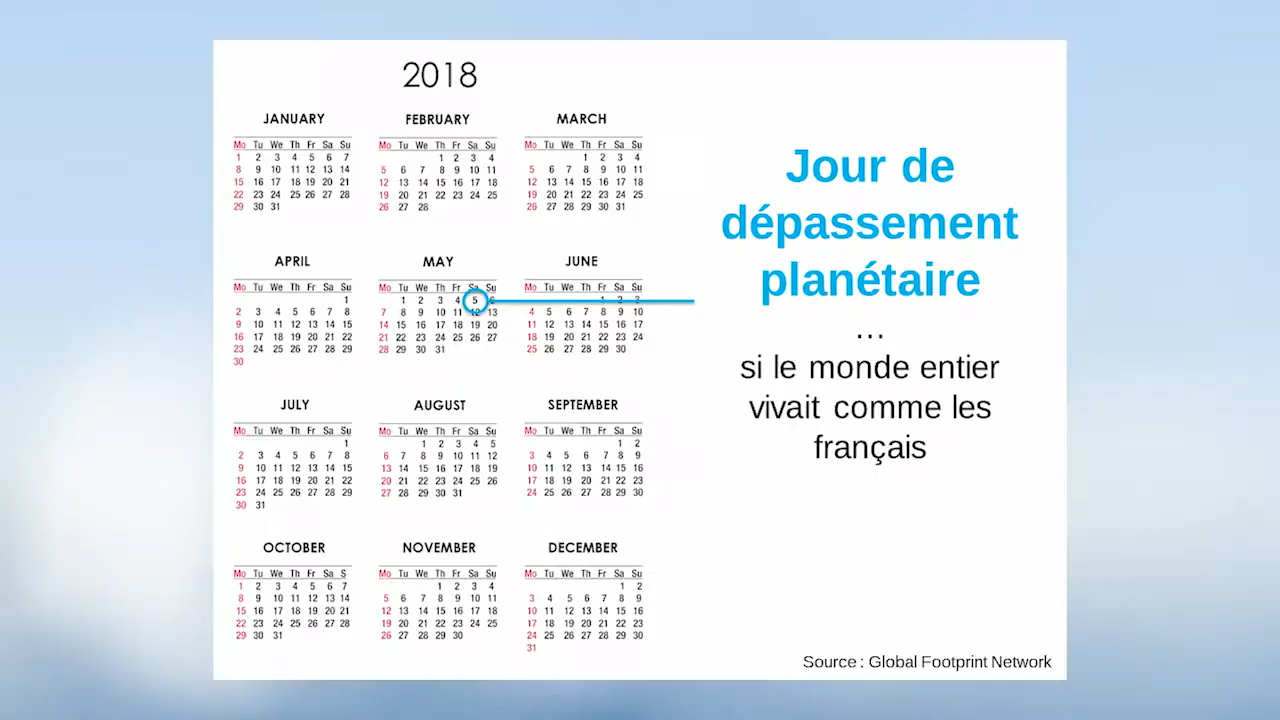 2018
JANUARY FEBRUARY MARCH
Mo Tu We Th Fr Sa Su Mo Tu We Th Fr Sa Su Mo Tu We Th Fr Sa Su
1 2 3 4 5 6 7 1 2 3 4 1 2 3 4
8 9 10 11 12 13 14 5 6 7 8 9 10 11 5 6 7 8 9 10 11
15 16 17 18 19 20 21 12 13 14 15 16 17 18 12 13 14 15 16 17 18
22 23 24 25 26 27 28 19 20 21 22 23 24 25 19 20 21 22 23 24 25
29 30 31 26 27 28 26 27 28 29 30 31
APRIL MAY JUNE
Mo Tu We Th Fr Sa Su Mo Tu We Th Fr Sa Su Mo Tu We Th Fr Sa Su
1 1 2 3 4 5 6 1 2 3
2 3 4 5 6 7 8 7 8 9 10 11 12 13 4 5 6 7 8 9 10
9 10 11 12 13 14 15 14 15 16 17 18 19 20 11 12 13 14 15 16 17
16 17 18 19 20 21 22 21 22 23 24 25 26 27 18 19 20 21 22 23 24
23 24 25 26 27 28 29 28 29 30 31 25 26 27 28 29 30
30
JULY AUGUST SEPTEMBER
Mo Tu We Th Fr Sa Su Mo Tu We Th Fr Sa Su Mo Tu We Th Fr Sa Su
1 1 2 3 4 5 1 2
2 3 4 5 6 7 8 6 7 8 9 10 11 12 3 4 5 6 7 8 9
9 10 11 12 13 14 15 13 14 15 16 17 18 19 10 11 12 13 14 15 16
16 17 18 19 20 21 22 20 21 22 23 24 25 26 17 18 19 20 21 22 23
23 24 25 26 27 28 29 27 28 29 30 31 24 25 26 27 28 29 30
30 31
OCTOBER NOVEMBER DECEMBER
Mo Tu We Th Fr Sa S Mo Tu We Th Fr Sa Su Mo Tu We Th Fr Sa Su
1 2 3 4 5 6 7 1 2 3 4 1 2
8 9 10 11 12 13 14 5 6 7 8 9 10 11 3 4 5 6 7 8 9
15 16 17 18 19 20 21 12 13 14 15 16 17 18 10 11 12 13 14 15 16
22 23 24 25 26 27 28 19 20 21 22 23 24 25 17 18 19 20 21 22 23
29 30 31 26 27 28 29 30 24 25 26 27 28 29 30
31
Jour de
dépassement
planétaire
…
si le monde entier
vivait comme les
français
Source : Global Footprint Network